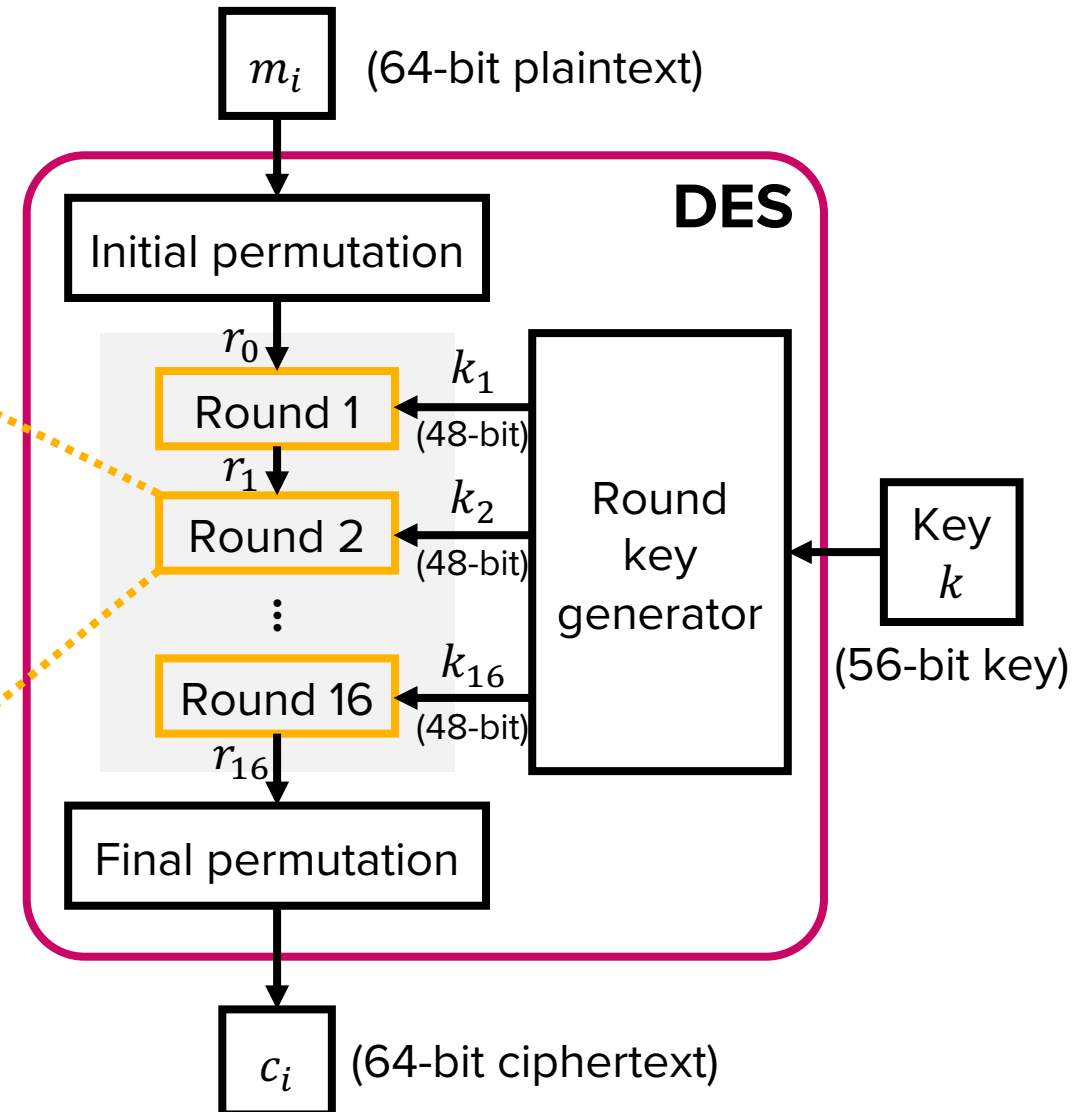 m_i (64-bit plaintext)
DES
Initial permutation
r_0
k_1
Round 1
(48-bit)
r_1
k_2
Round 2
(48-bit)
Round
key
generator
Key
k
(56-bit key)
⋮
k_16
Round 16
(48-bit)
r_16
Final permutation
c_i (64-bit ciphertext)